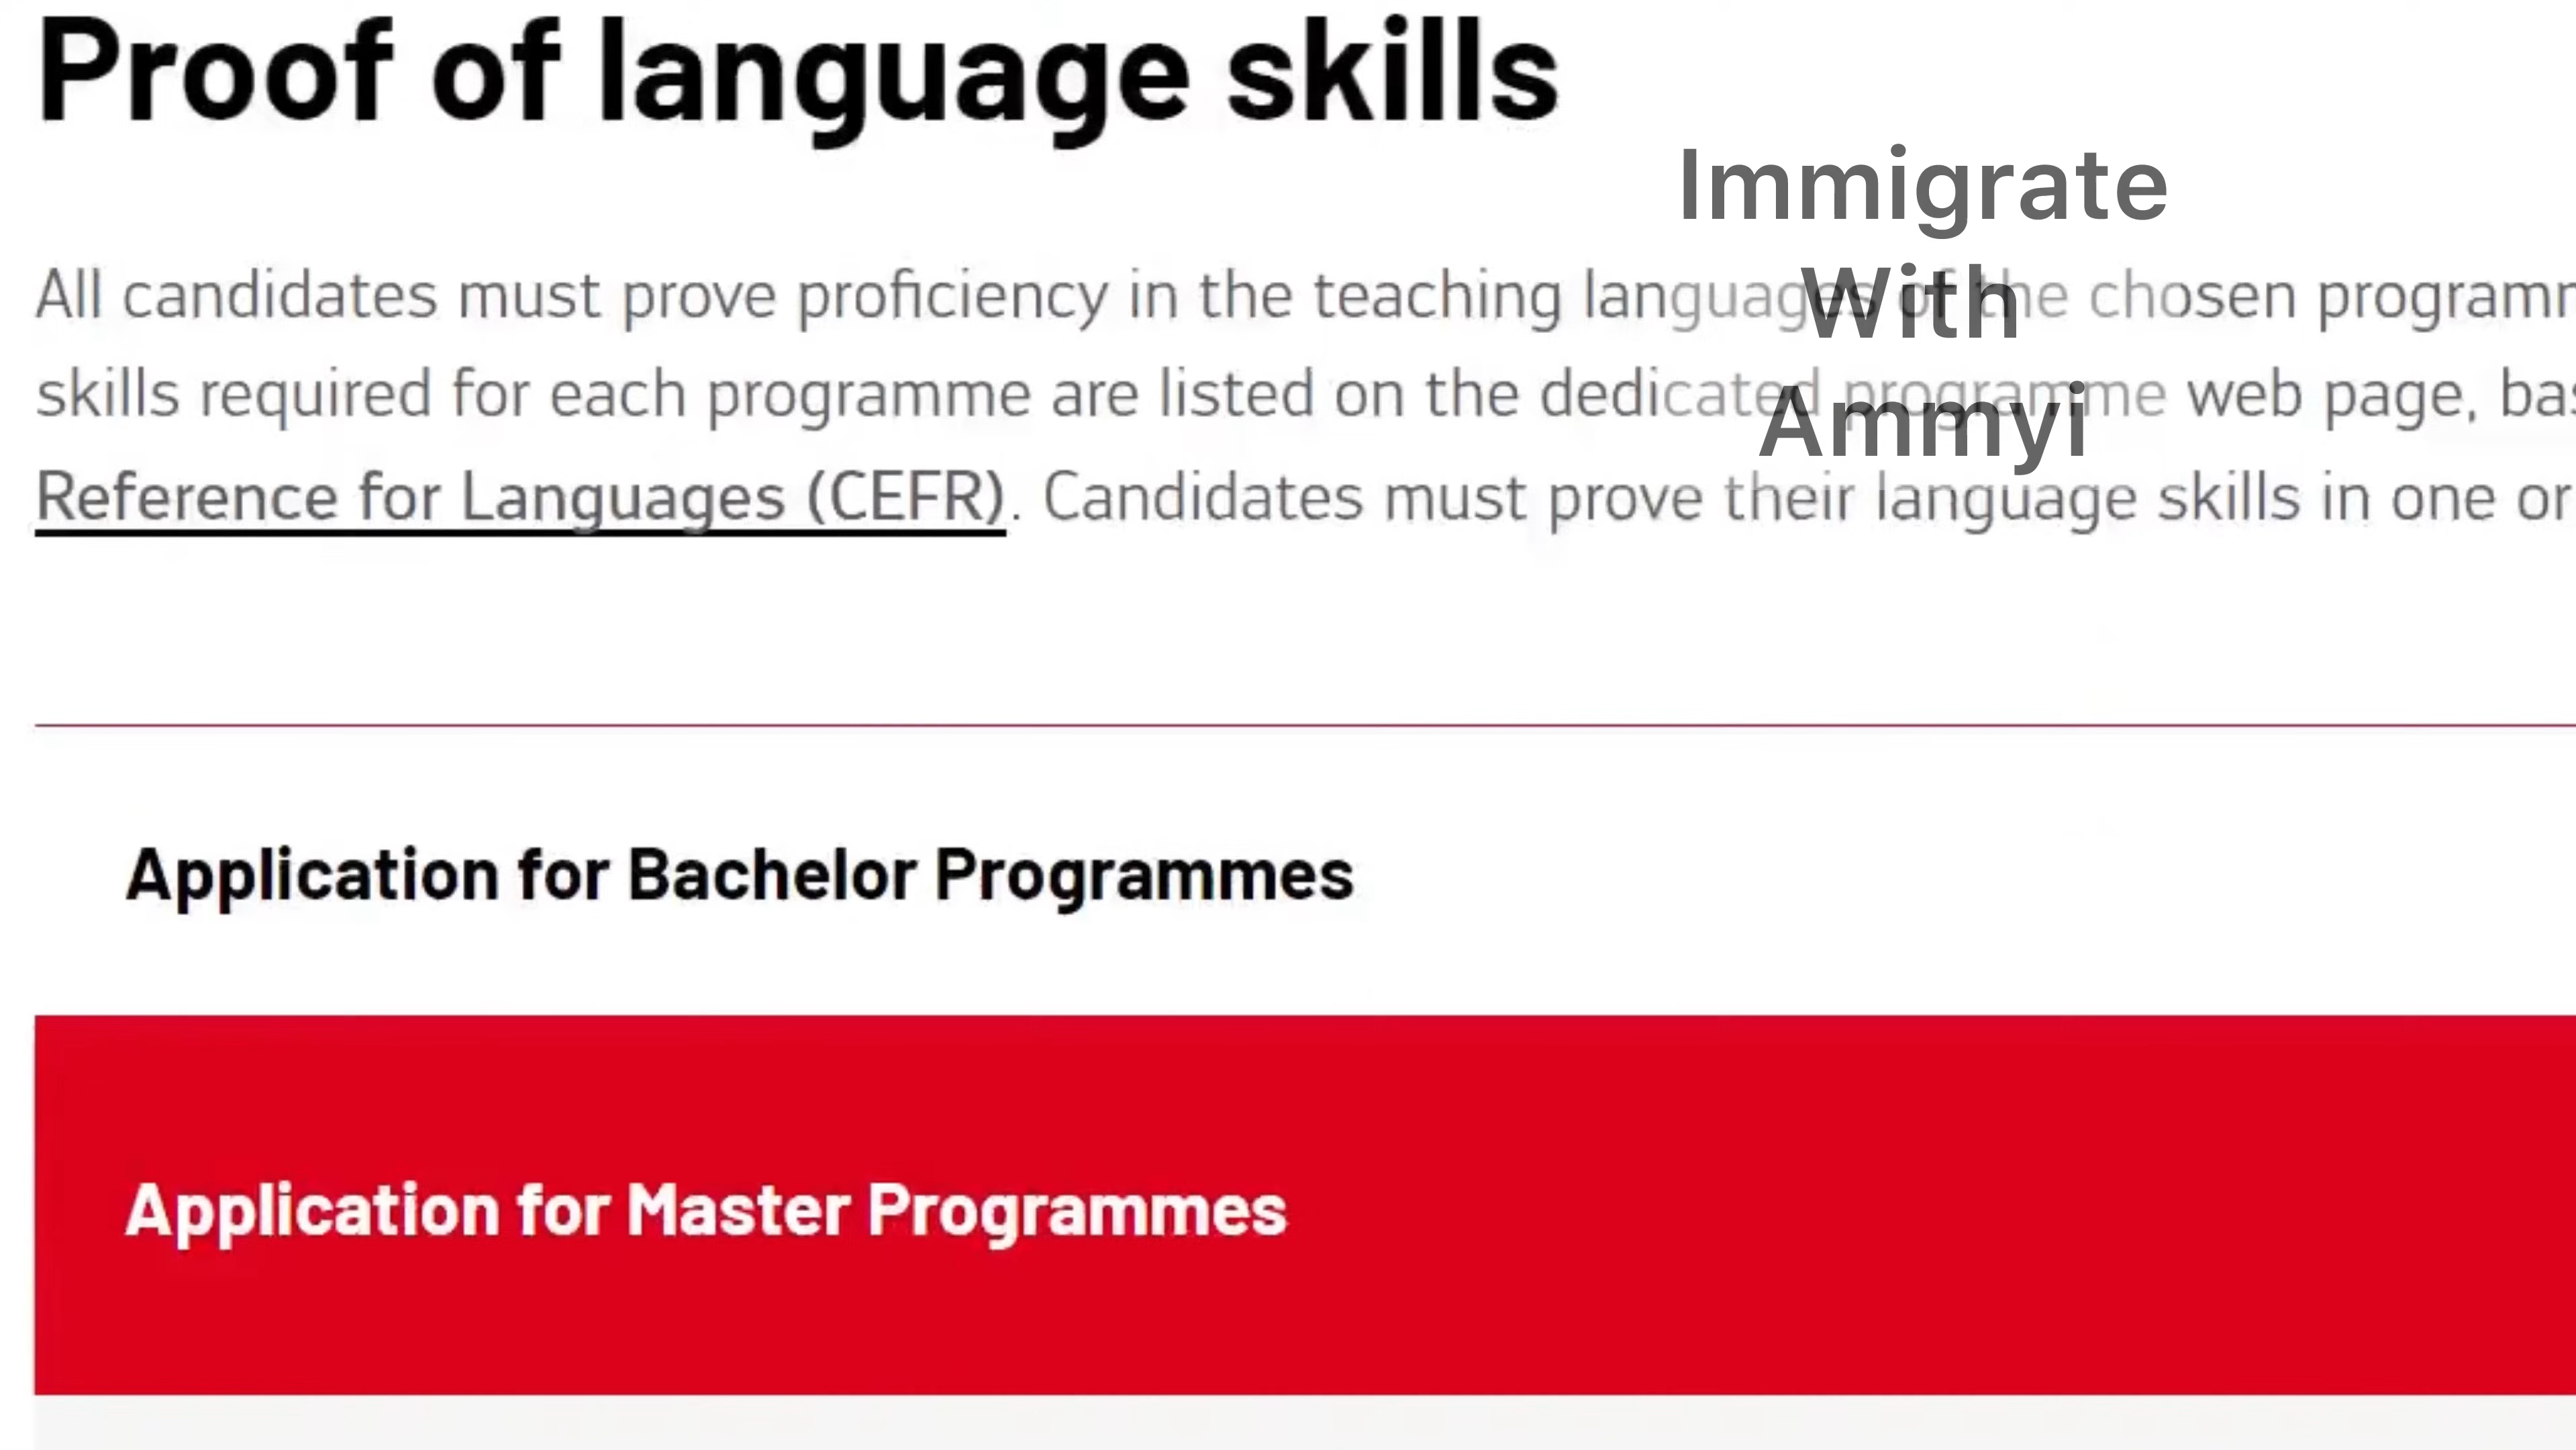 Proof of language skills
Immigrate
With
Ammyi
All candidates must prove proficiency in the teaching languages of the chosen
skills required for each programme are listed on the dedicated programme web page,
Reference for Languages (CEFR). Candidates must prove their language skills in one or
Application for Bachelor Programmes
Application for Master Programmes